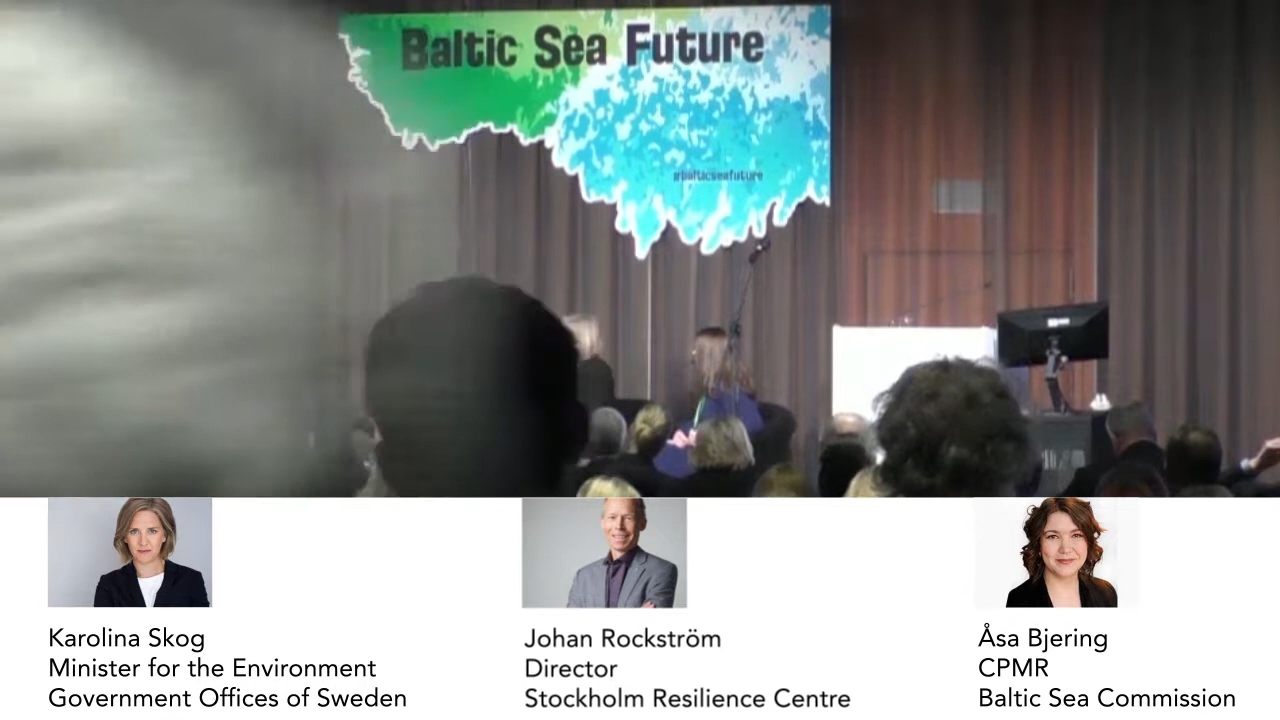 Baltic Sea Future
#balticseafuture
Karolina Skog
Minister for the Environment
Government Offices of Sweden
Johan Rockström
Director
Stockholm Resilience Centre
Åsa Bjering
CPMR
Baltic Sea Commission